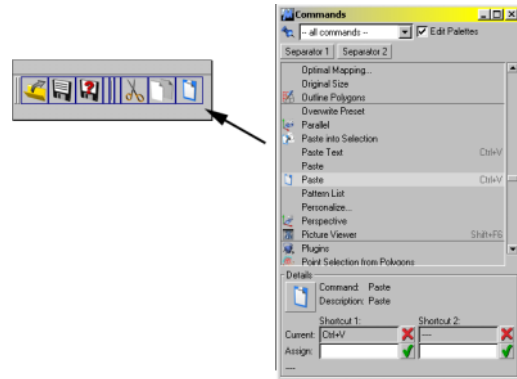 Commands
-- all commands --
Edit Palettes
Separator 1 Separator 2
Optimal Mapping...
Original Size
Outline Polygons
Overwrite Preset
Parallel
Paste into Selection
Paste Text Ctrl+V
Paste
Paste Ctrl+V
Pattern List
Personalize...
Perspective
Picture Viewer Shift+F6
Plugins
Point Selection from Polygons
Details
Command: Paste
Description: Paste
Shortcut 1: Shortcut 2:
Current: Ctrl+V ---
Assign:
---